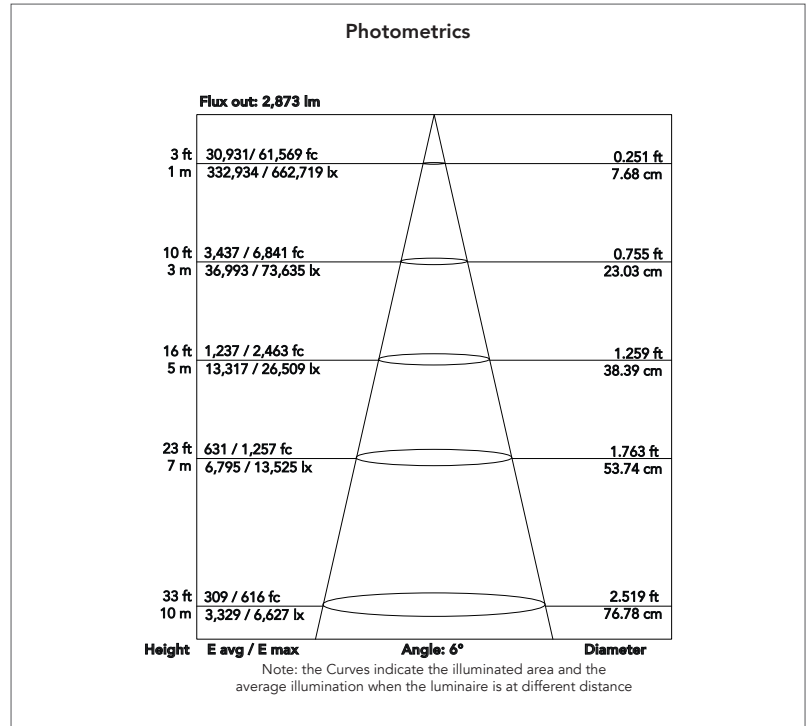 Photometrics
Flux out: 2,873 lm
3 ft 30,931/ 61,569 fc 0.251 ft
1 m 332,934 / 662,719 lx 7.68 cm
10 ft 3,437 / 6,841 fc 0.755 ft
3 m 36,993 / 73,635 lx 23.03 cm
16 ft 1,237 / 2,463 fc 1.259 ft
5 m 13,317 / 26,509 lx 38.39 cm
23 ft 631 / 1,257 fc 1.763 ft
7 m 6,795 / 13,525 lx 53.74 cm
33 ft 309 / 616 fc 2.519 ft
10 m 3,329 / 6,627 lx 76.78 cm
Height E avg / E max Angle: 6° Diameter
Note: the Curves indicate the illuminated area and the
average illumination when the luminaire is at different distance